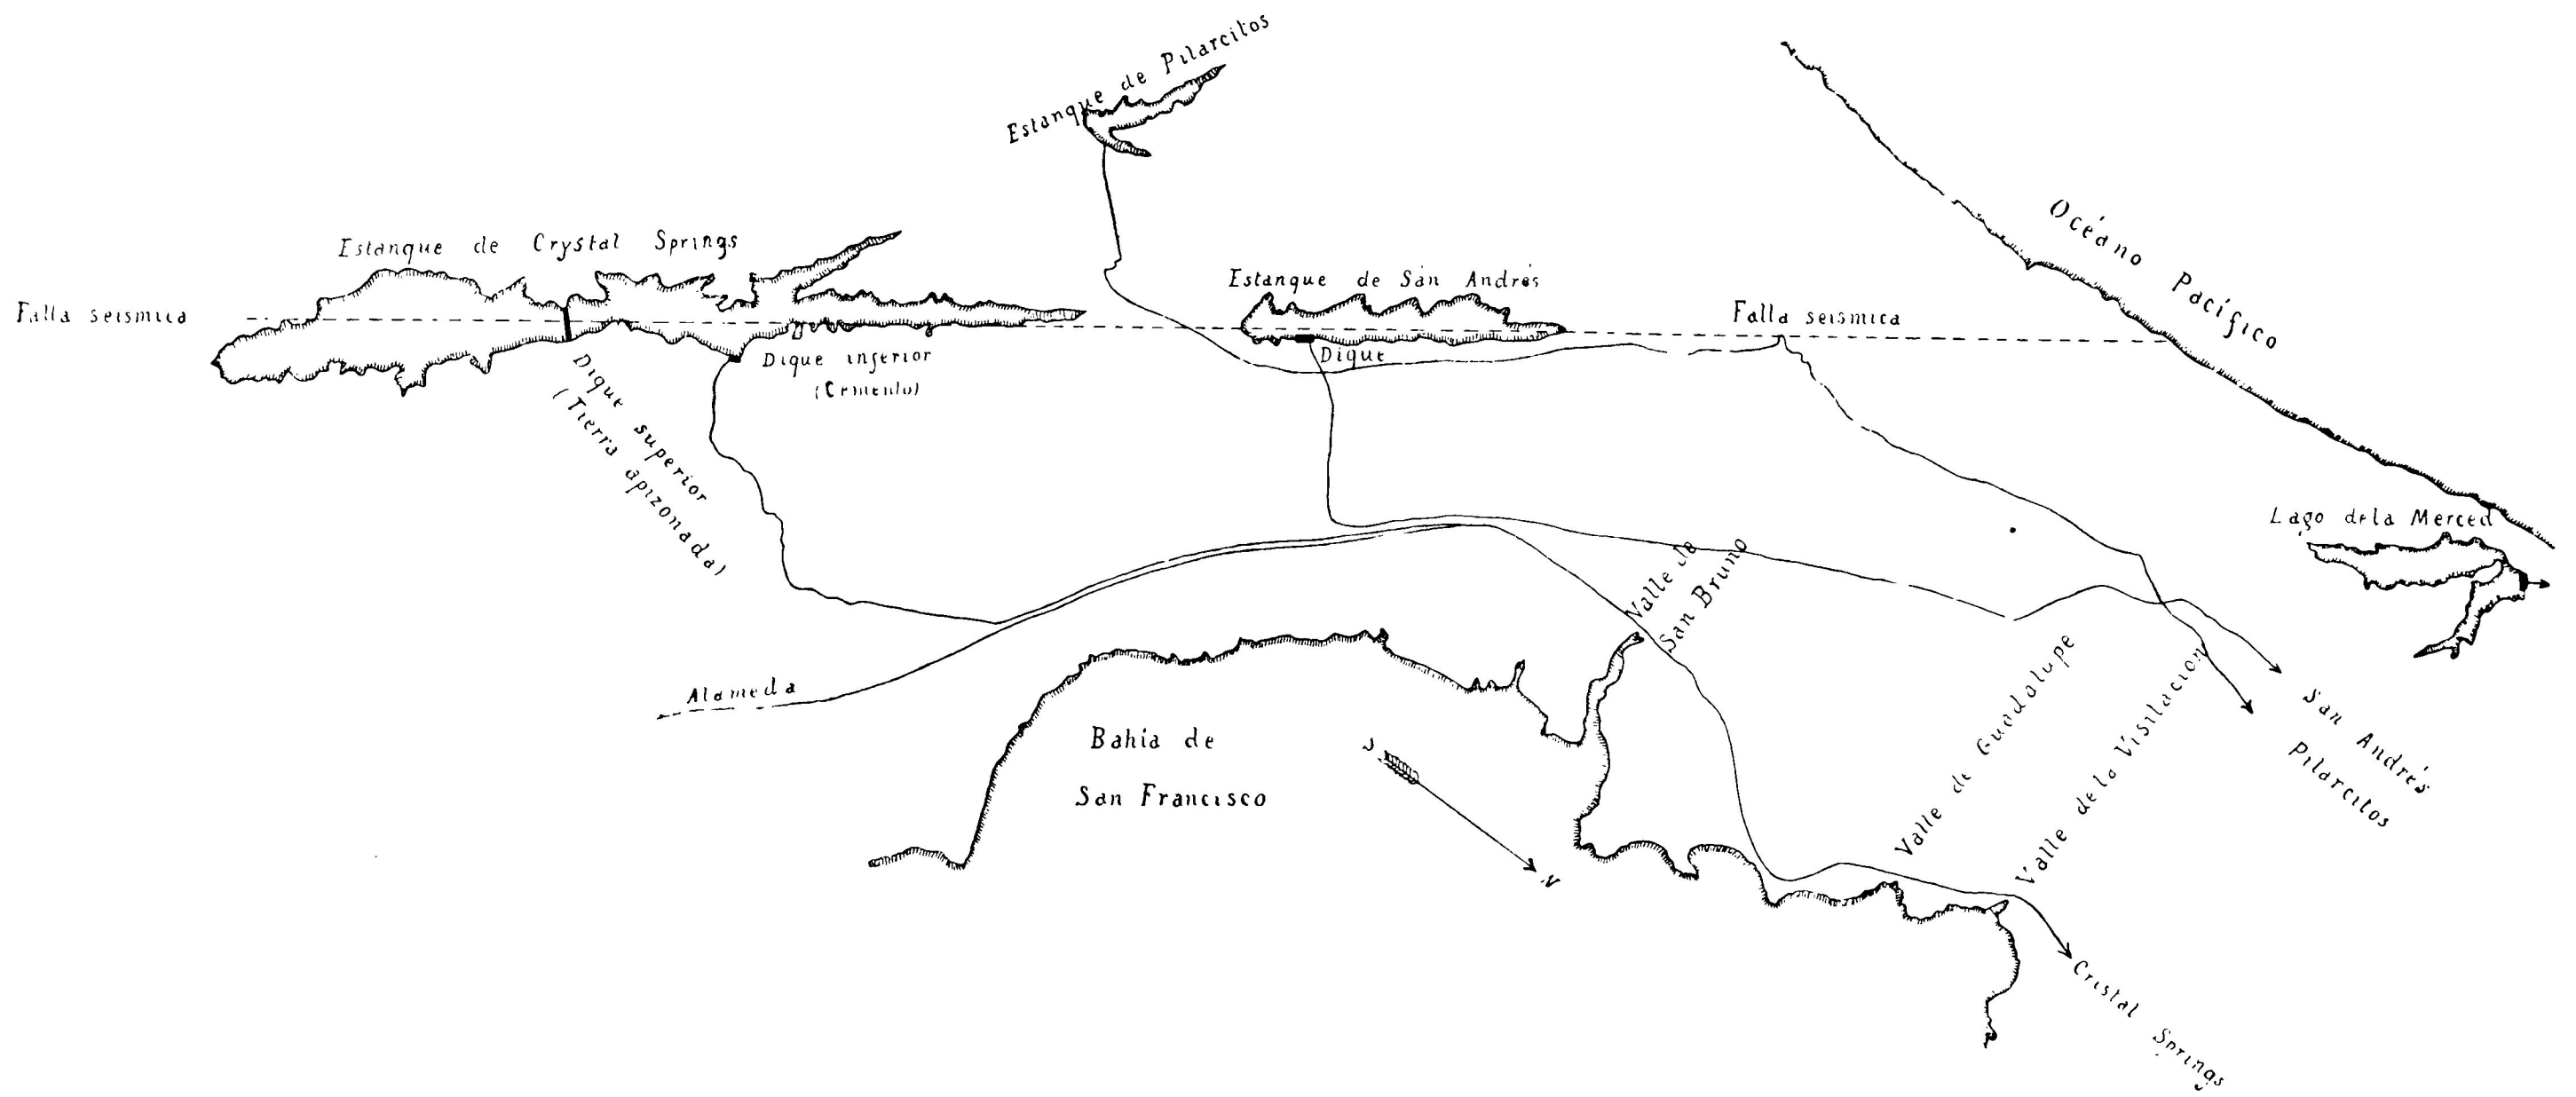 Estanque de Pilarcitos
Océano Pacífico
Estanque de Crystal Springs
Estanque de San Andrés
Falla seismica
Falla seismica
Dique
Dique inferior
(Cemento)
Dique superior
(Tierra apizonada)
Lago de la Merced
Valle de
San Bruno
Alameda
Bahía de
San Francisco
S
N
Valle de Guadalupe
Valle de la Visitacion
San Andrés
Pilarcitos
Cristal Springs